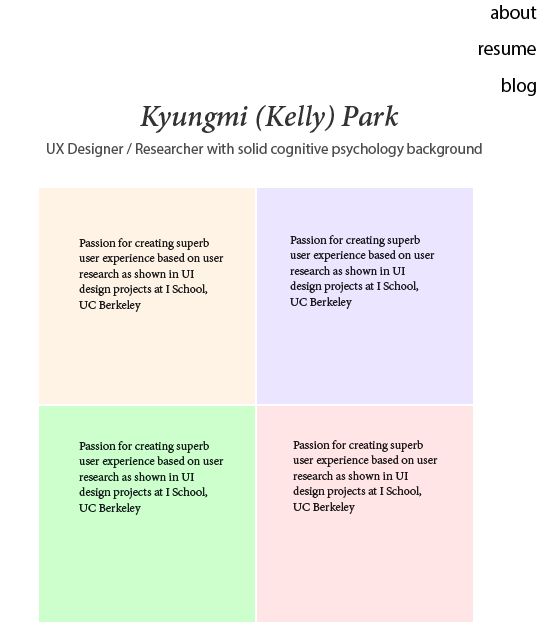 about
resume
blog
Kyungmi (Kelly) Park
UX Designer / Researcher with solid cognitive psychology background
Passion for creating superb
user experience based on user
research as shown in UI
design projects at I School,
UC Berkeley
Passion for creating superb
user experience based on user
research as shown in UI
design projects at I School,
UC Berkeley
Passion for creating superb
user experience based on user
research as shown in UI
design projects at I School,
UC Berkeley
Passion for creating superb
user experience based on user
research as shown in UI
design projects at I School,
UC Berkeley